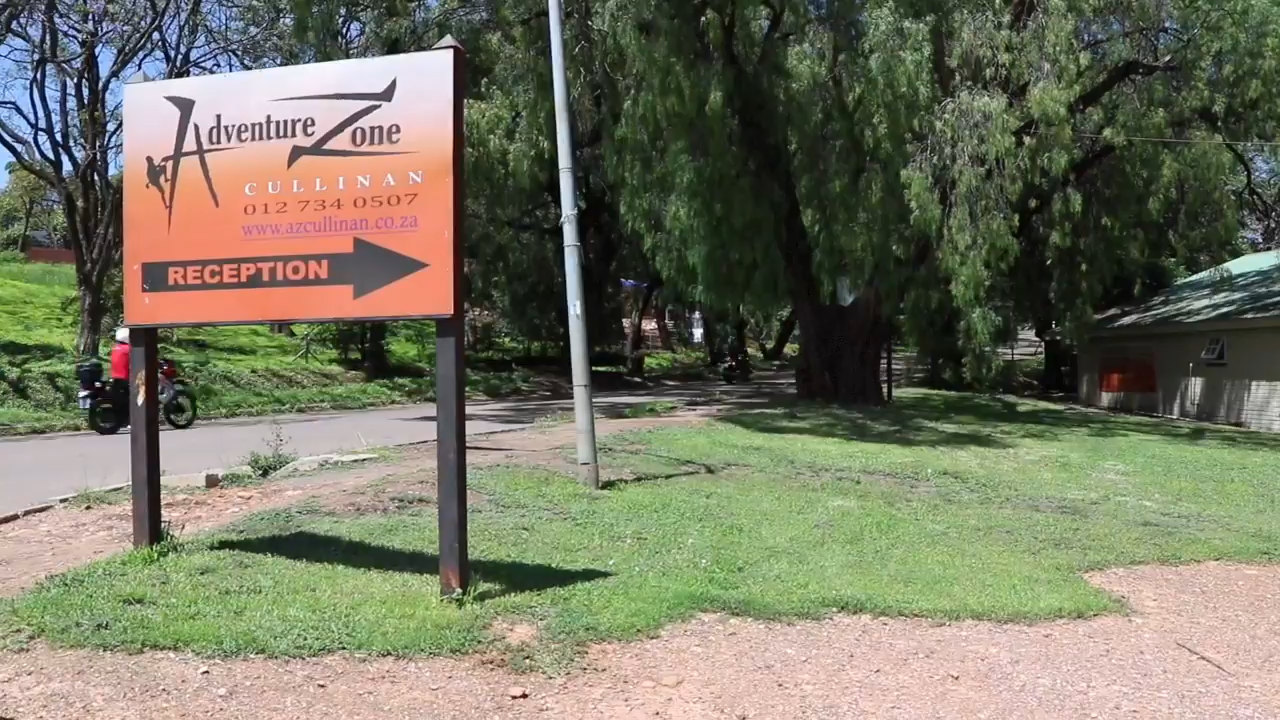 Adventure Zone
CULLINAN
012 734 0507
www.azcullinan.co.za
RECEPTION